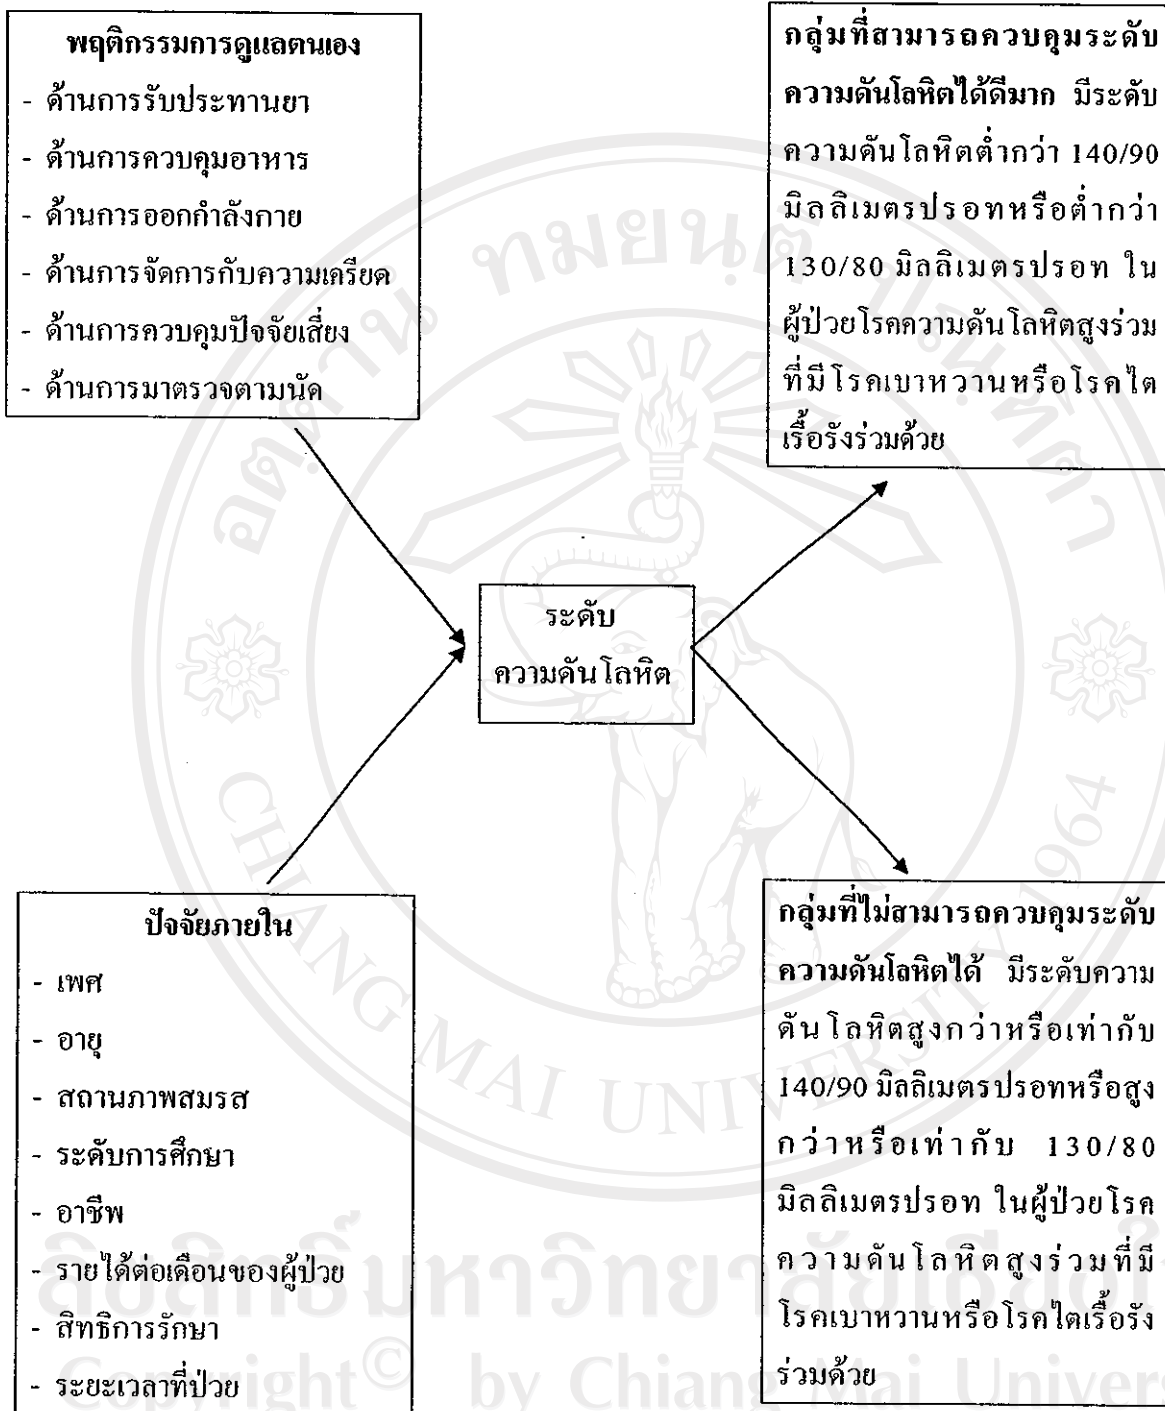 พฤติกรรมการดูแลตนเอง
- ด้านการรับประทานยา
- ด้านการควบคุมอาหาร
- ด้านการออกกำลังกาย
- ด้านการจัดการกับความเครียด
- ด้านการควบคุมปัจจัยเสี่ยง
- ด้านการมาตรวจตามนัด
กลุ่มที่สามารถควบคุมระดับ
ความดันโลหิตได้ดีมาก มีระดับ
ความดันโลหิตต่ำกว่า 140/90
มิลลิเมตรปรอทหรือต่ำกว่า
130/80 มิลลิเมตรปรอท ใน
ผู้ป่วยโรคความดันโลหิตสูงร่วม
ที่มีโรคเบาหวานหรือโรคไต
เรื้อรังร่วมด้วย
ระดับ
ความดันโลหิต
ปัจจัยภายใน
- เพศ
- อายุ
- สถานภาพสมรส
- ระดับการศึกษา
- อาชีพ
- รายได้ต่อเดือนของผู้ป่วย
- สิทธิการรักษา
- ระยะเวลาที่ป่วย
กลุ่มที่ไม่สามารถควบคุมระดับ
ความดันโลหิตได้ มีระดับความ
ดันโลหิตสูงกว่าหรือเท่ากับ
140/90 มิลลิเมตรปรอทหรือสูง
กว่าหรือเท่ากับ 130/80
มิลลิเมตรปรอท ในผู้ป่วยโรค
ความดันโลหิตสูงร่วมที่มี
โรคเบาหวานหรือโรคไตเรื้อรัง
ร่วมด้วย
CHIANG MAI UNIVERSITY 1964
ลิขสิทธิ์มหาวิทยาลัยเชียงใ
Copyright© by Chiang Mai Univers